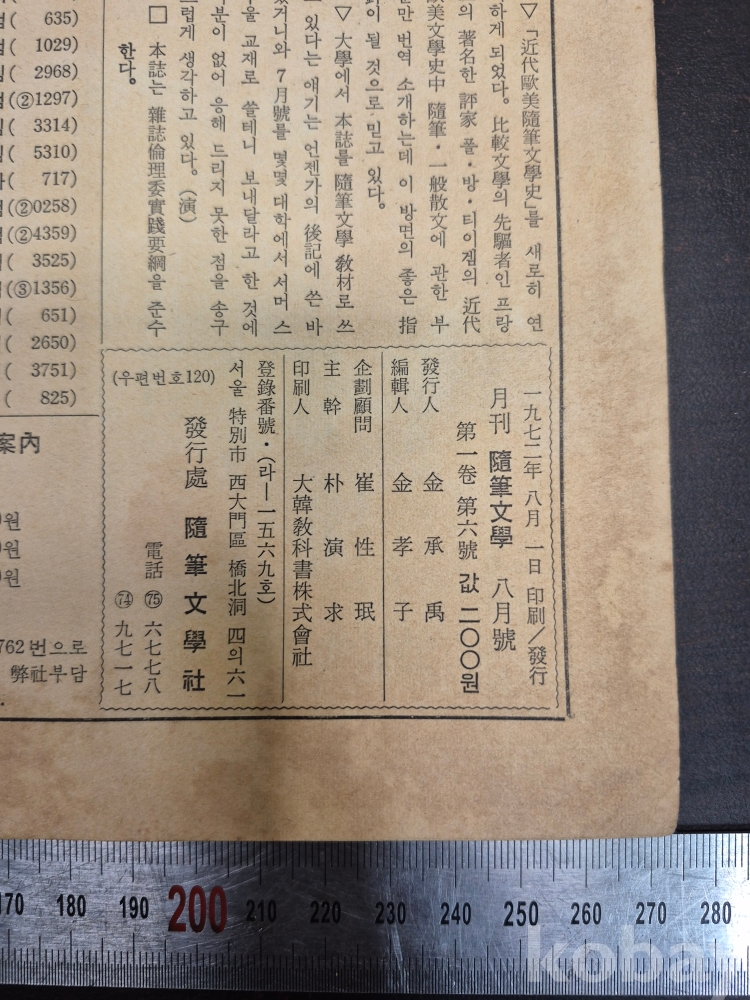 ▽「近代歐美隨筆文學史」를 새로히 연
하게 되었다。比較文學의 先驅者인 프랑
의 著名한 評家 폴・방・티이겜의 近代
歐美文學史中 隨筆・一般散文에 관한 부
만 번역 소개하는데 이 방면의 좋은 指
이 될 것으로 믿고 있다。
▽ 大學에서 本誌를 隨筆文學 敎材로 쓰
있다는 얘기는 언젠가의 後記에 쓴 바
거니와 7月號를 몇몇 대학에서 서머 스
교재로 쓸테니 보내달라고 한 것에
분이 없어 응해 드리지 못한 점을 송구
럽게 생각하고 있다。(演)
□ 本誌는 雜誌倫理委實踐要綱을 준수
한다。
635)
1029)
2968)
(②1297)
( 3314)
( 5310)
( 717)
(②0258)
(②4359)
( 3525)
(③1356)
( 651)
( 2650)
( 3751)
( 825)
案內
원
원
원
762번으로
弊社부담
一九七二年 八月 一日 印刷/發行
月刊 隨筆文學 八月號
第一卷 第六號 값 二〇〇원
發行人 金承禹
編輯人 金孝子
企劃顧問 崔性珉
主幹 朴演求
印刷人 大韓敎科書株式會社
登錄番號・(라—一五六九호)
서울 特別市 西大門區 橋北洞 四의六一
發行處 隨筆文學社
(우편번호120)
電話 ㊆ 六七七八
㊆ 九七一七
170 180 190 200 210 220 230 240 250 260 270 280
kobay